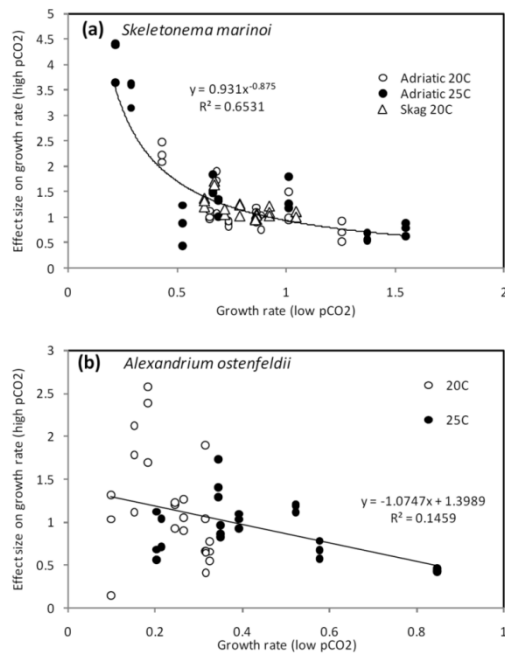 (a) Skeletonema marinoi
5
4.5
4
3.5
3
2.5
2
1.5
1
0.5
0
Effect size on growth rate (high pCO2)
y = 0.931x^-0.875
R² = 0.6531
○ Adriatic 20C
● Adriatic 25C
△ Skag 20C
0 0.5 1 1.5 2
Growth rate (low pCO2)
(b) Alexandrium ostenfeldii
3
2.5
2
1.5
1
0.5
0
Effect size on growth rate (high pCO2)
○ 20C
● 25C
y = -1.0747x + 1.3989
R² = 0.1459
0 0.2 0.4 0.6 0.8 1
Growth rate (low pCO2)